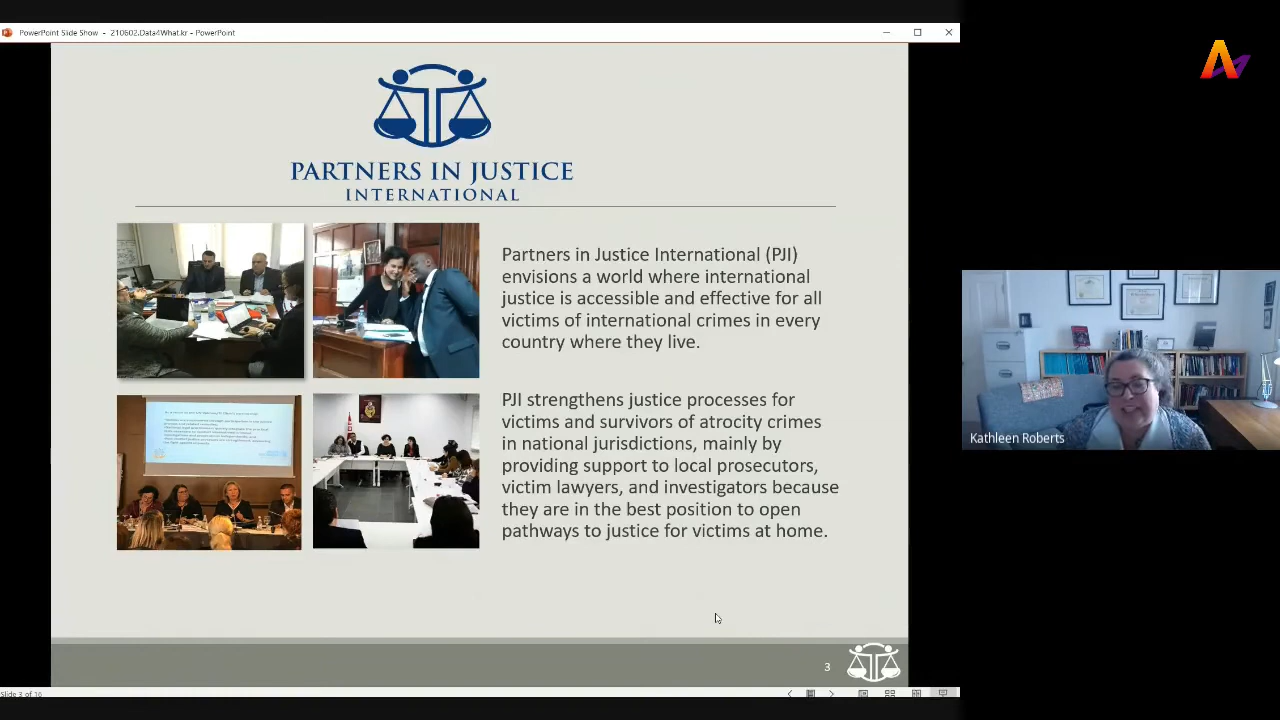 PowerPoint Slide Show - 210602.Data4What.kr - PowerPoint
PARTNERS IN JUSTICE
INTERNATIONAL
Partners in Justice International (PJI)
envisions a world where international
justice is accessible and effective for all
victims of international crimes in every
country where they live.
PJI strengthens justice processes for
victims and survivors of atrocity crimes
in national jurisdictions, mainly by
providing support to local prosecutors,
victim lawyers, and investigators because
they are in the best position to open
pathways to justice for victims at home.
3
Slide 3 of 16
Kathleen Roberts